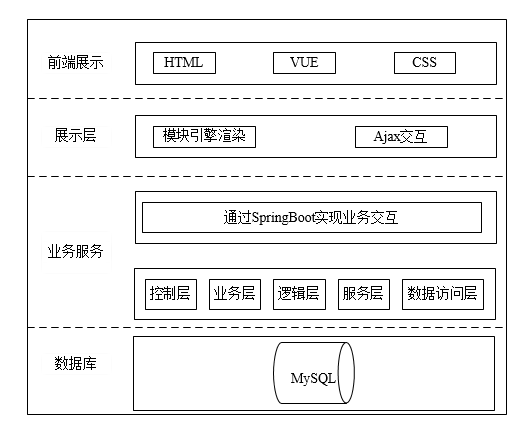 前端展示
HTML
VUE
CSS
展示层
模块引擎渲染
Ajax交互
业务服务
通过SpringBoot实现业务交互
控制层
业务层
逻辑层
服务层
数据访问层
数据库
MySQL